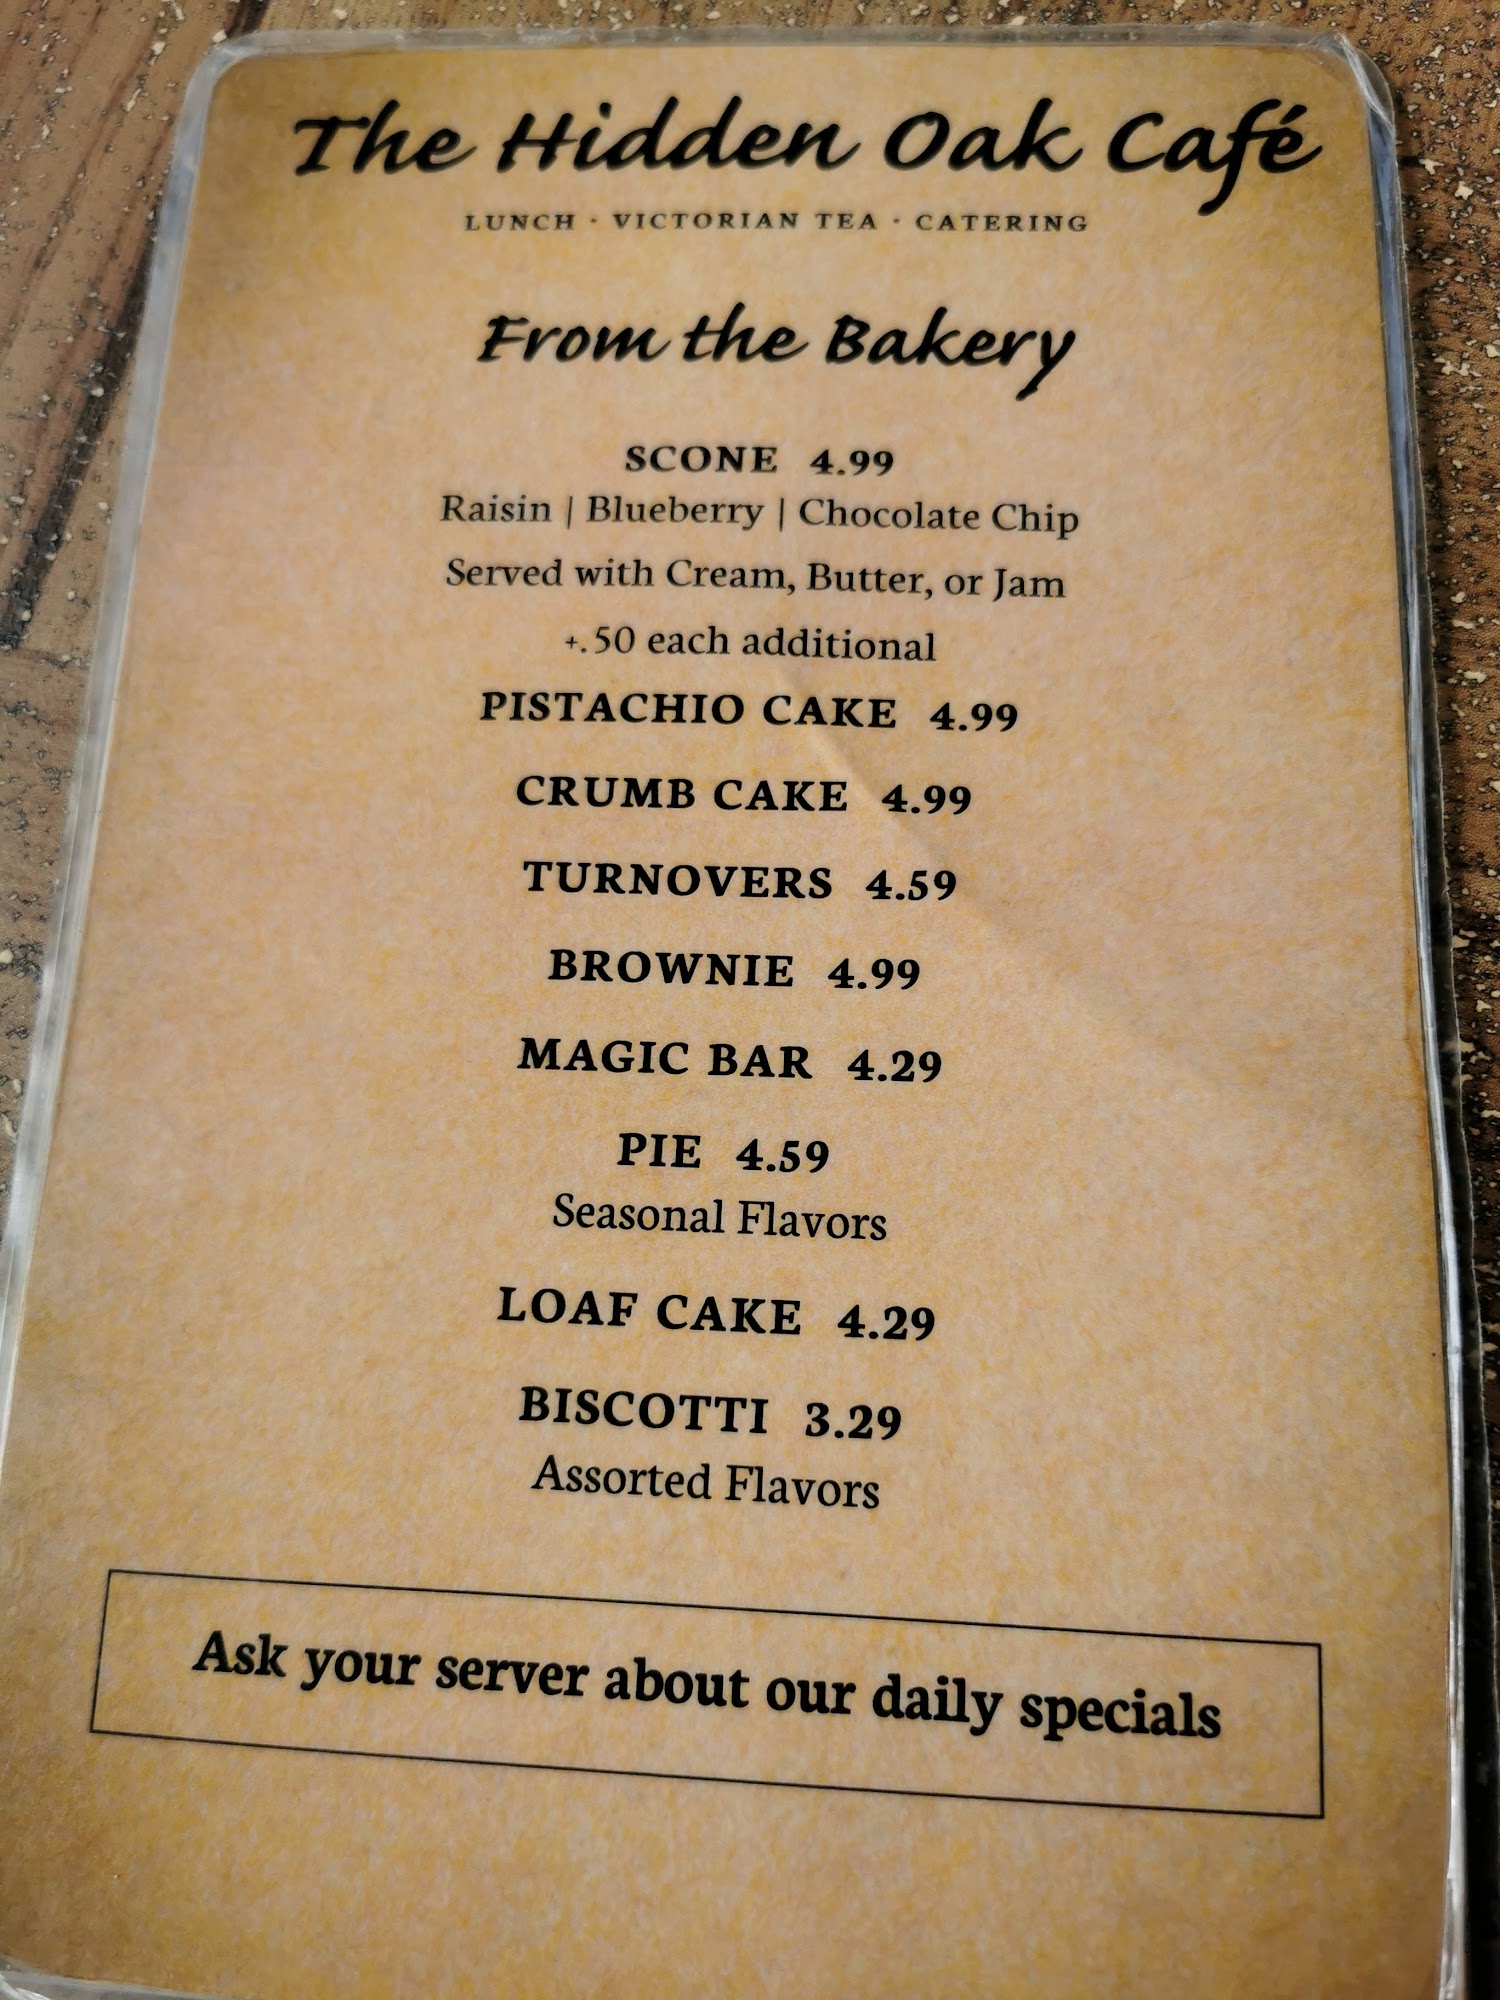 The Hidden Oak Café
LUNCH · VICTORIAN TEA · CATERING
From the Bakery
SCONE 4.99
Raisin | Blueberry | Chocolate Chip
Served with Cream, Butter, or Jam
+.50 each additional
PISTACHIO CAKE 4.99
CRUMB CAKE 4.99
TURNOVERS 4.59
BROWNIE 4.99
MAGIC BAR 4.29
PIE 4.59
Seasonal Flavors
LOAF CAKE 4.29
BISCOTTI 3.29
Assorted Flavors
Ask your server about our daily specials